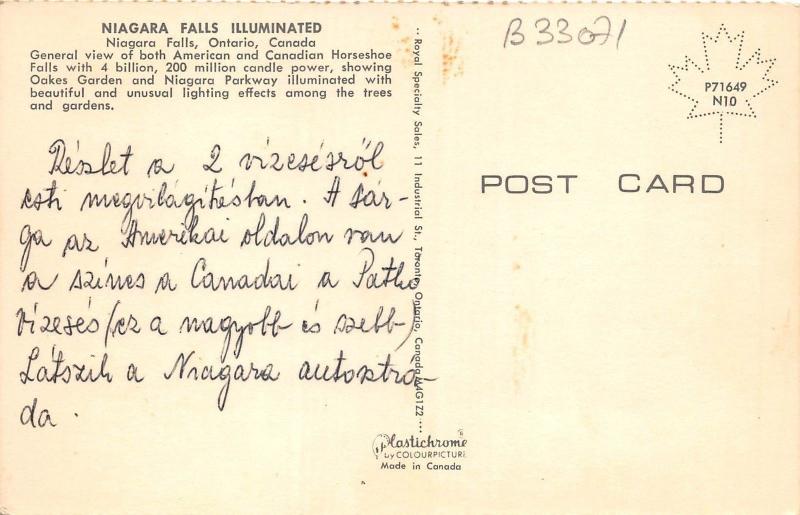 NIAGARA FALLS ILLUMINATED
Niagara Falls, Ontario, Canada
General view of both American and Canadian Horseshoe
Falls with 4 billion, 200 million candle power, showing
Oakes Garden and Niagara Parkway illuminated with
beautiful and unusual lighting effects among the trees
and gardens.
Részlet a 2 vízesésről
esti megvilágításban. A sár-
ga az Amerikai oldalon van
a színes a Canadai a Patkó
vízesés (ez a nagyobb és szebb)
Látszik a Niagara autostrá-
da.
Royal Specialty Sales, 11 Industrial St., Toronto, Ontario, Canada M4G1Z2
Plastichrome®
by COLOURPICTURE
Made in Canada
B33071
P71649
N10
POST CARD